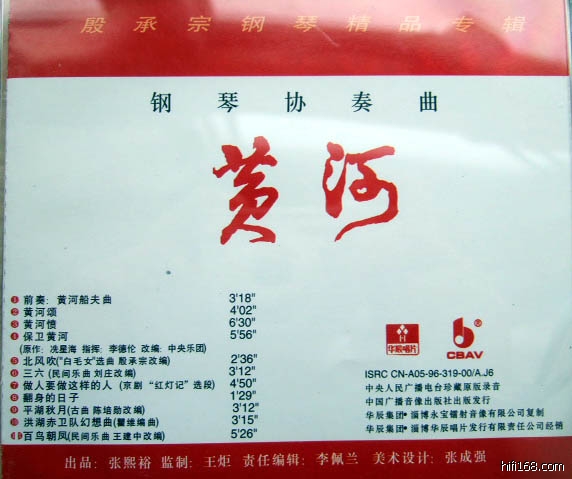 殷承宗钢琴精品专辑
钢琴协奏曲
黄河
1 前奏：黄河船夫曲 3'18"
2 黄河颂 4'02"
3 黄河愤 6'30"
4 保卫黄河 5'56"
(原作：冼星海 指挥：李德伦 改编：中央乐团)
5 北风吹("白毛女"选曲 殷承宗改编) 2'36"
6 三六 (民间乐曲 刘庄改编) 3'12"
7 做人要做这样的人 (京剧 "红灯记"选段) 4'50"
8 翻身的日子 1'29"
9 平湖秋月(古曲 陈培勋改编) 3'12"
10 洪湖赤卫队幻想曲(瞿维编曲) 3'15"
11 百鸟朝凤(民间乐曲 王建中改编) 5'26"
H
华辰唱片
®
CBAV
ISRC CN-A05-96-319-00/A.J6
中央人民广播电台珍藏原版录音
中国广播音像出版社出版发行
华辰集团·淄博永宝镭射音像有限公司复制
华辰集团·淄博华辰唱片发行有限责任公司经销
出品：张熙裕 监制：王炬 责任编辑：李佩兰 美术设计：张成强
hifi168.com